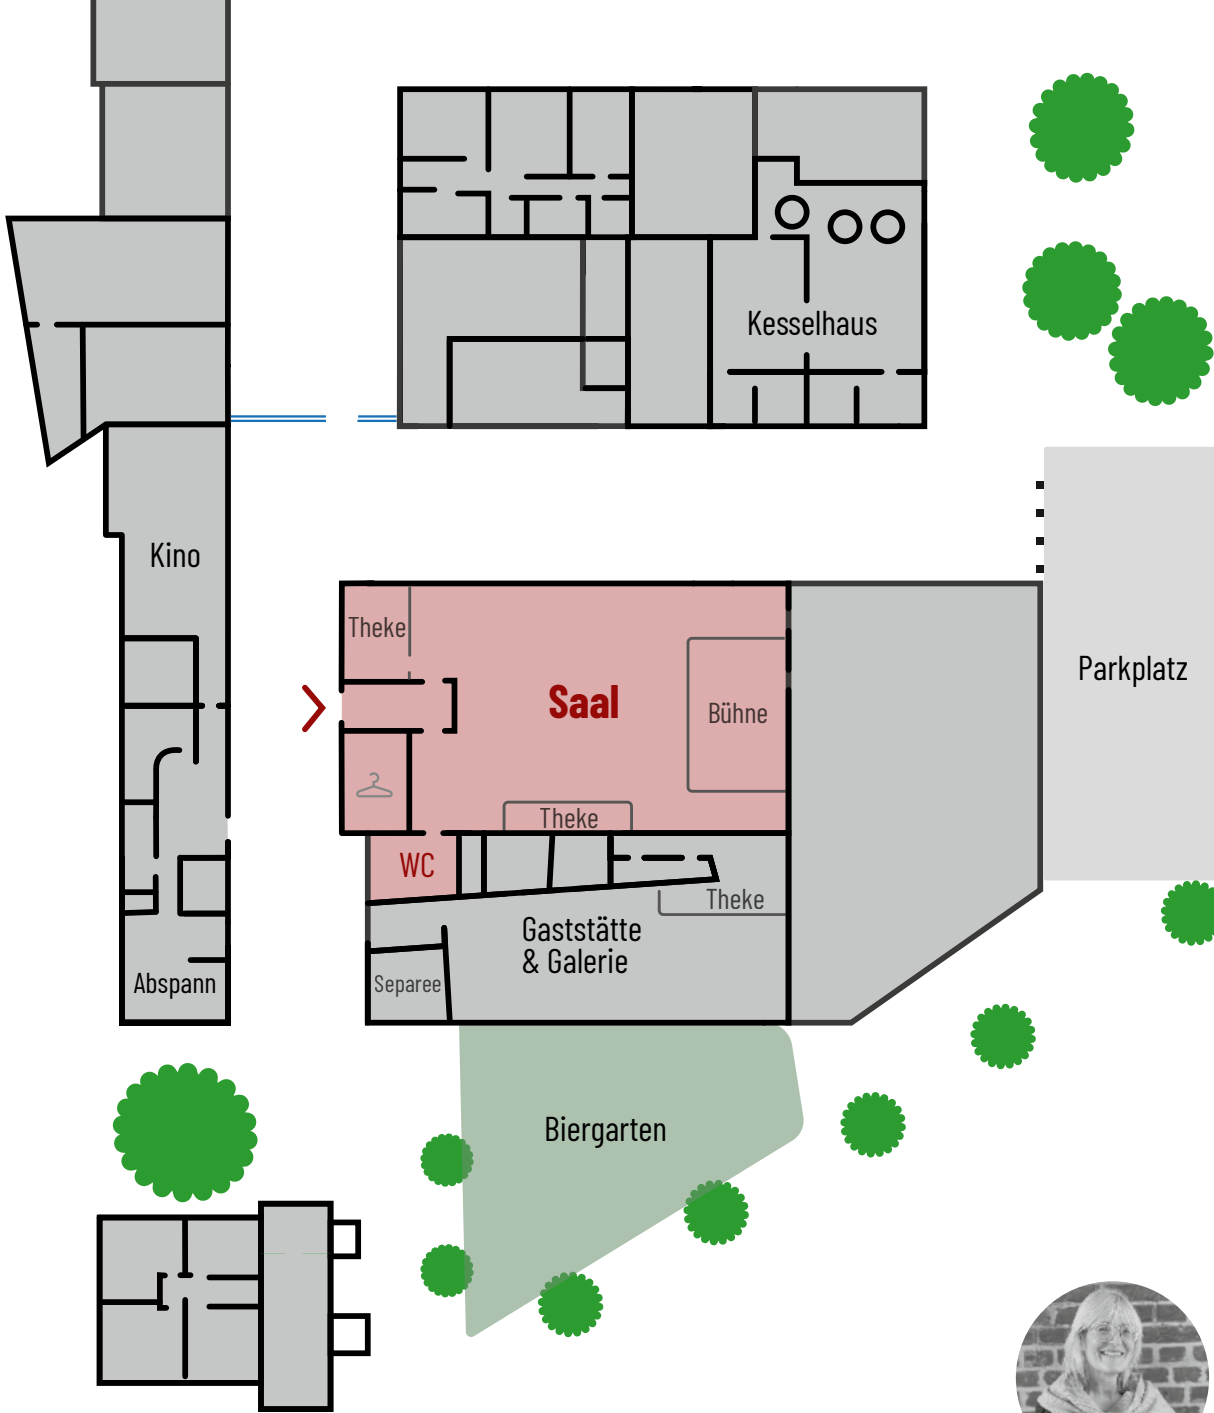 Kesselhaus
Kino
Theke
Parkplatz
Saal
Bühne
Theke
WC
Theke
Gaststätte
& Galerie
Separee
Abspann
Biergarten